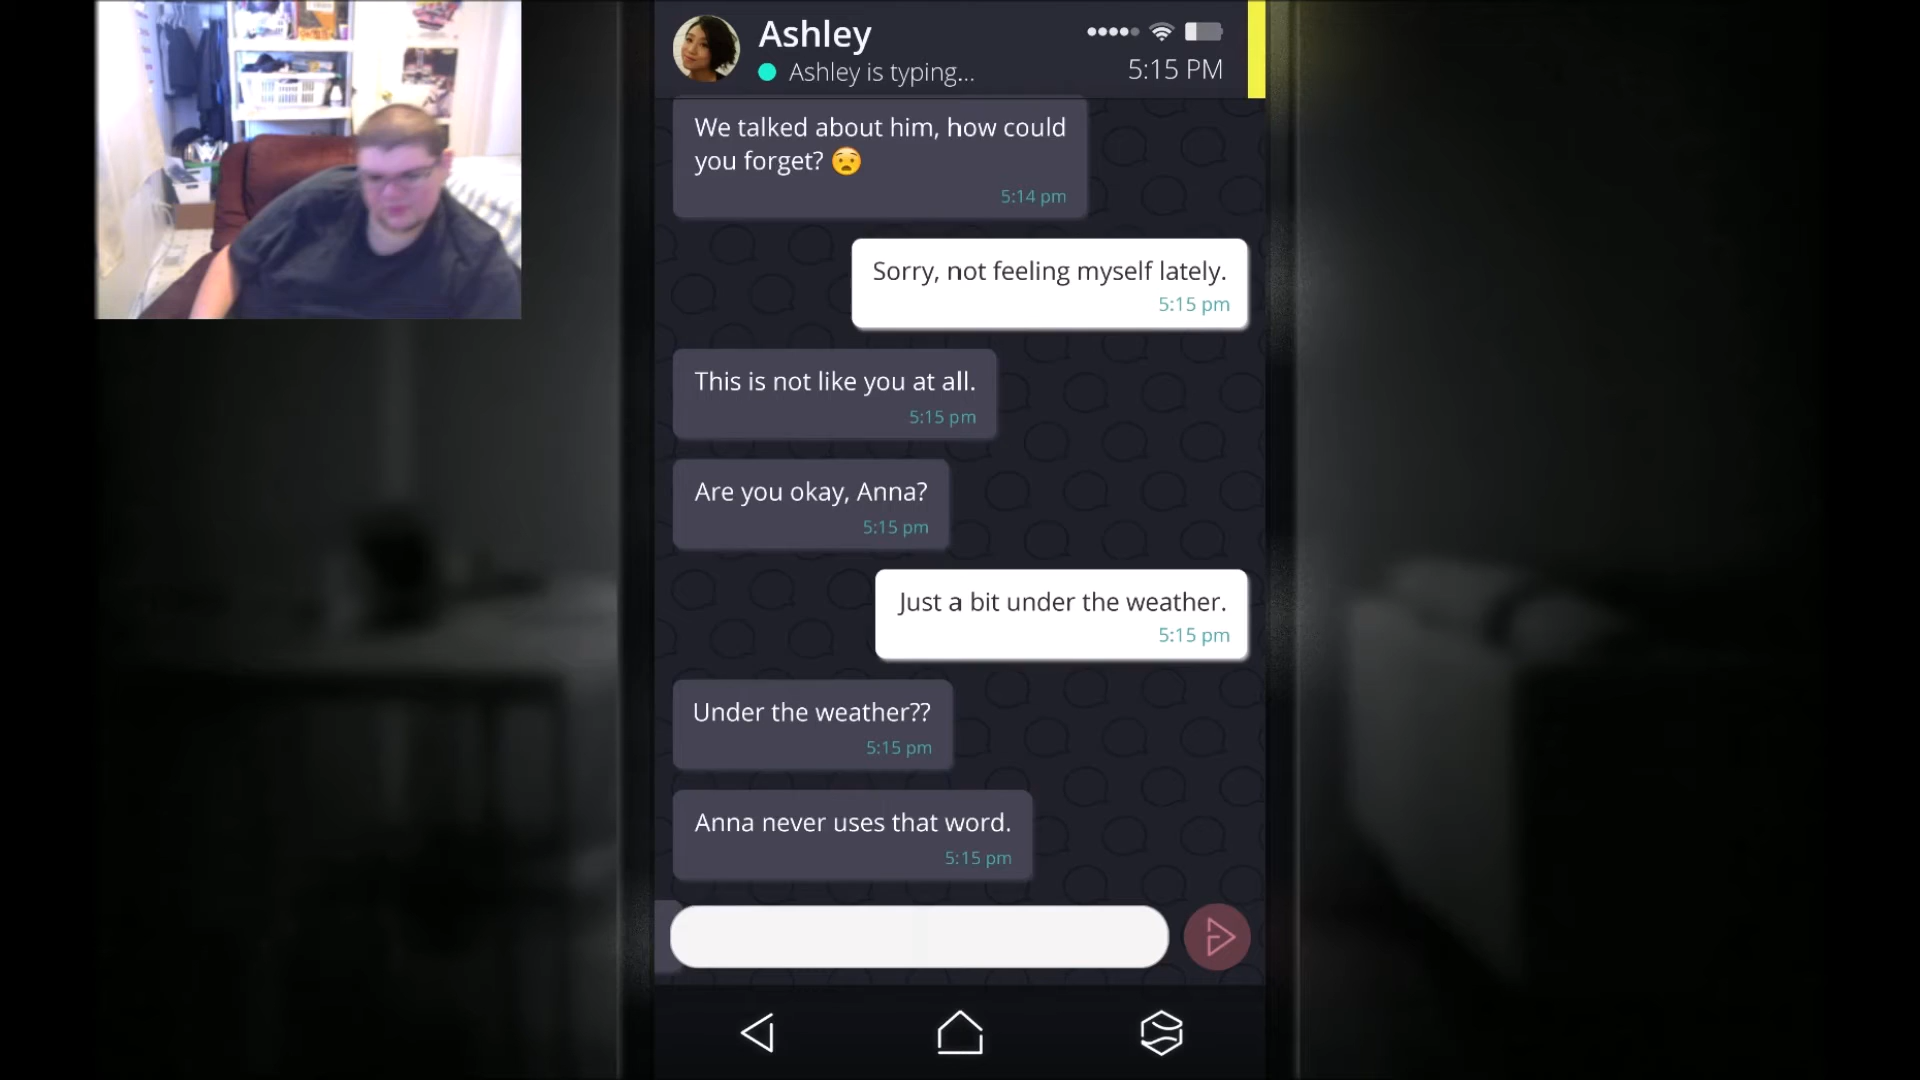 Ashley
Ashley is typing...
5:15 PM
We talked about him, how could
you forget? 😧
5:14 pm
Sorry, not feeling myself lately.
5:15 pm
This is not like you at all.
5:15 pm
Are you okay, Anna?
5:15 pm
Just a bit under the weather.
5:15 pm
Under the weather??
5:15 pm
Anna never uses that word.
5:15 pm